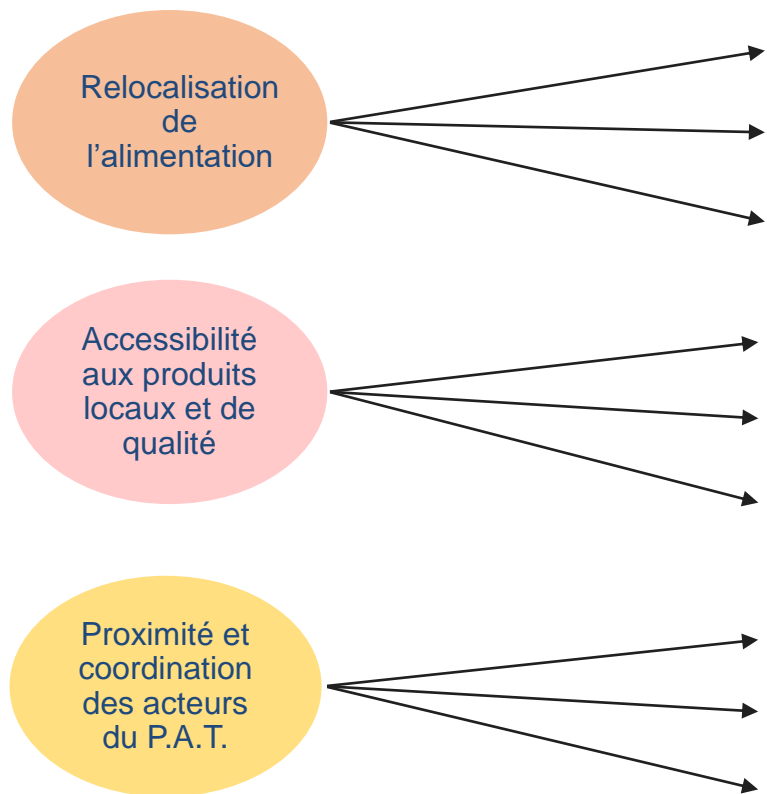 Relocalisation
de
l’alimentation
Accessibilité
aux produits
locaux et de
qualité
Proximité et
coordination
des acteurs
du P.A.T.